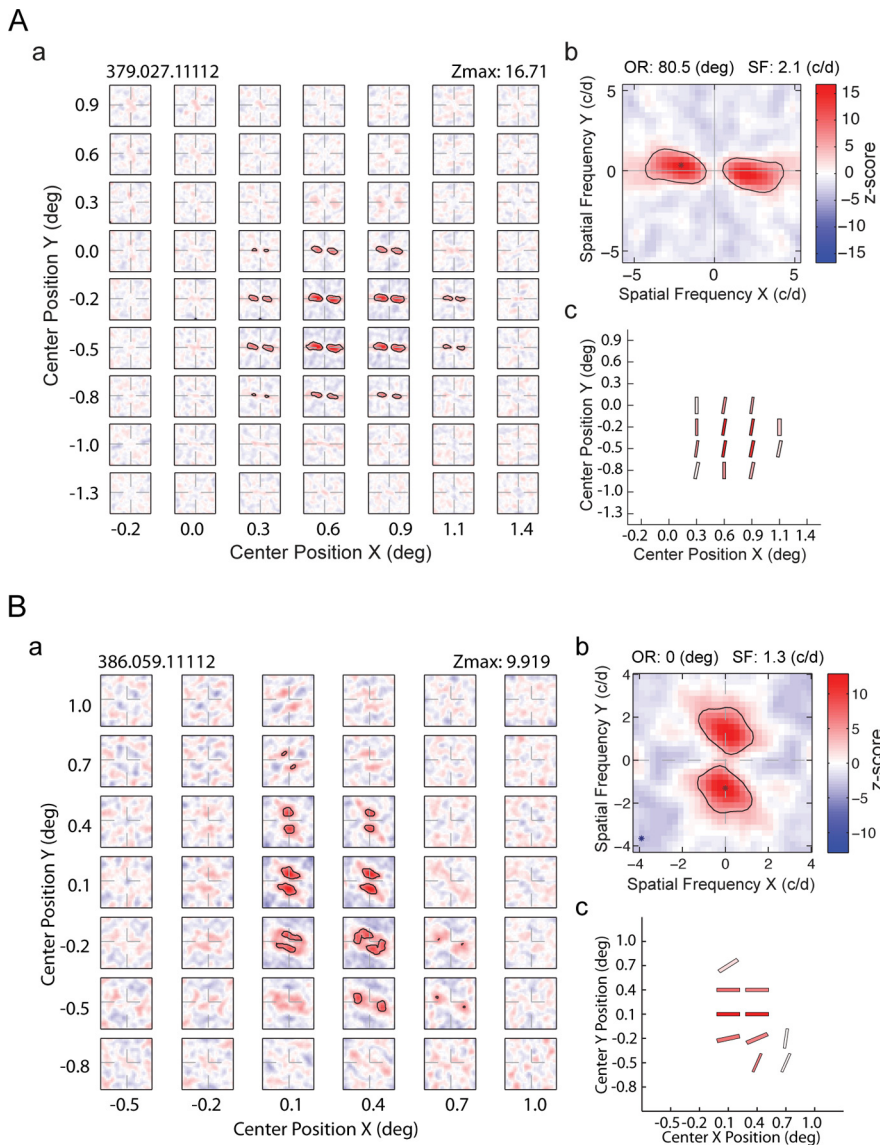 A
a
379.027.11112 Zmax: 16.71
Center Position Y (deg)
0.9
0.6
0.3
0.0
-0.2
-0.5
-0.8
-1.0
-1.3
-0.2 0.0 0.3 0.6 0.9 1.1 1.4
Center Position X (deg)
b
OR: 80.5 (deg) SF: 2.1 (c/d)
Spatial Frequency Y (c/d)
5
0
-5
-5 0 5
Spatial Frequency X (c/d)
15
10
5
0
-5
-10
-15
z-score
c
Center Position Y (deg)
0.9
0.6
0.3
0.0
-0.2
-0.5
-0.8
-1.0
-1.3
-0.2 0.0 0.3 0.6 0.9 1.1 1.4
Center Position X (deg)
B
a
386.059.11112 Zmax: 9.919
Center Position Y (deg)
1.0
0.7
0.4
0.1
-0.2
-0.5
-0.8
-0.5 -0.2 0.1 0.4 0.7 1.0
Center Position X (deg)
b
OR: 0 (deg) SF: 1.3 (c/d)
Spatial Frequency Y (c/d)
4
2
0
-2
-4
-4 -2 0 2 4
Spatial Frequency X (c/d)
10
5
0
-5
-10
z-score
c
Center Y Position (deg)
1.0
0.7
0.4
0.1
-0.2
-0.5
-0.8
-0.5 -0.2 0.1 0.4 0.7 1.0
Center X Position (deg)